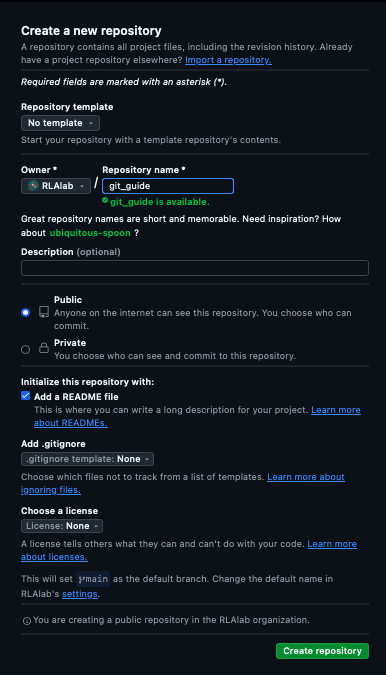 Create a new repository
A repository contains all project files, including the revision history. Already
have a project repository elsewhere? Import a repository.
Required fields are marked with an asterisk (*).
Repository template
No template
Start your repository with a template repository's contents.
Owner * Repository name *
RLAlab / git_guide
git_guide is available.
Great repository names are short and memorable. Need inspiration? How
about ubiquitous-spoon ?
Description (optional)
Public
Anyone on the internet can see this repository. You choose who can
commit.
Private
You choose who can see and commit to this repository.
Initialize this repository with:
Add a README file
This is where you can write a long description for your project. Learn more
about READMEs.
Add .gitignore
.gitignore template: None
Choose which files not to track from a list of templates. Learn more about
ignoring files.
Choose a license
License: None
A license tells others what they can and can't do with your code. Learn more
about licenses.
This will set main as the default branch. Change the default name in
RLAlab's settings.
You are creating a public repository in the RLAlab organization.
Create repository